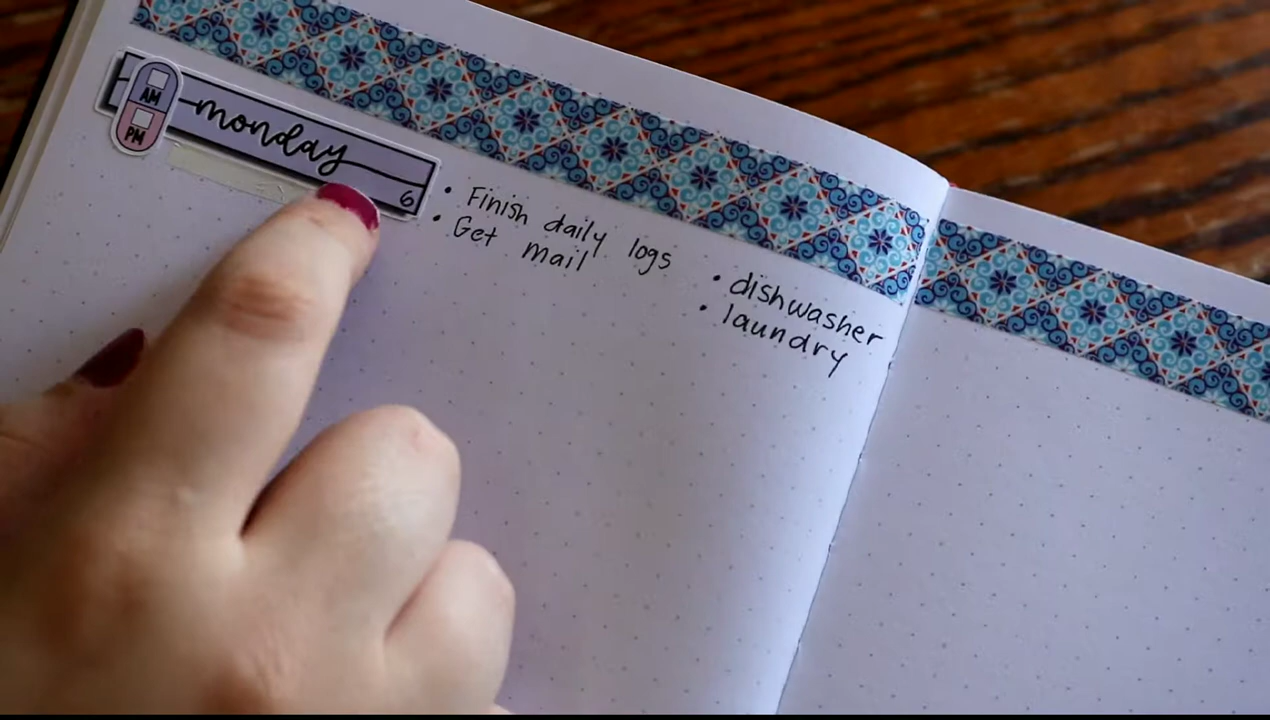 AM
PM
monday
6
• Finish daily logs
• Get mail
• dishwasher
• laundry